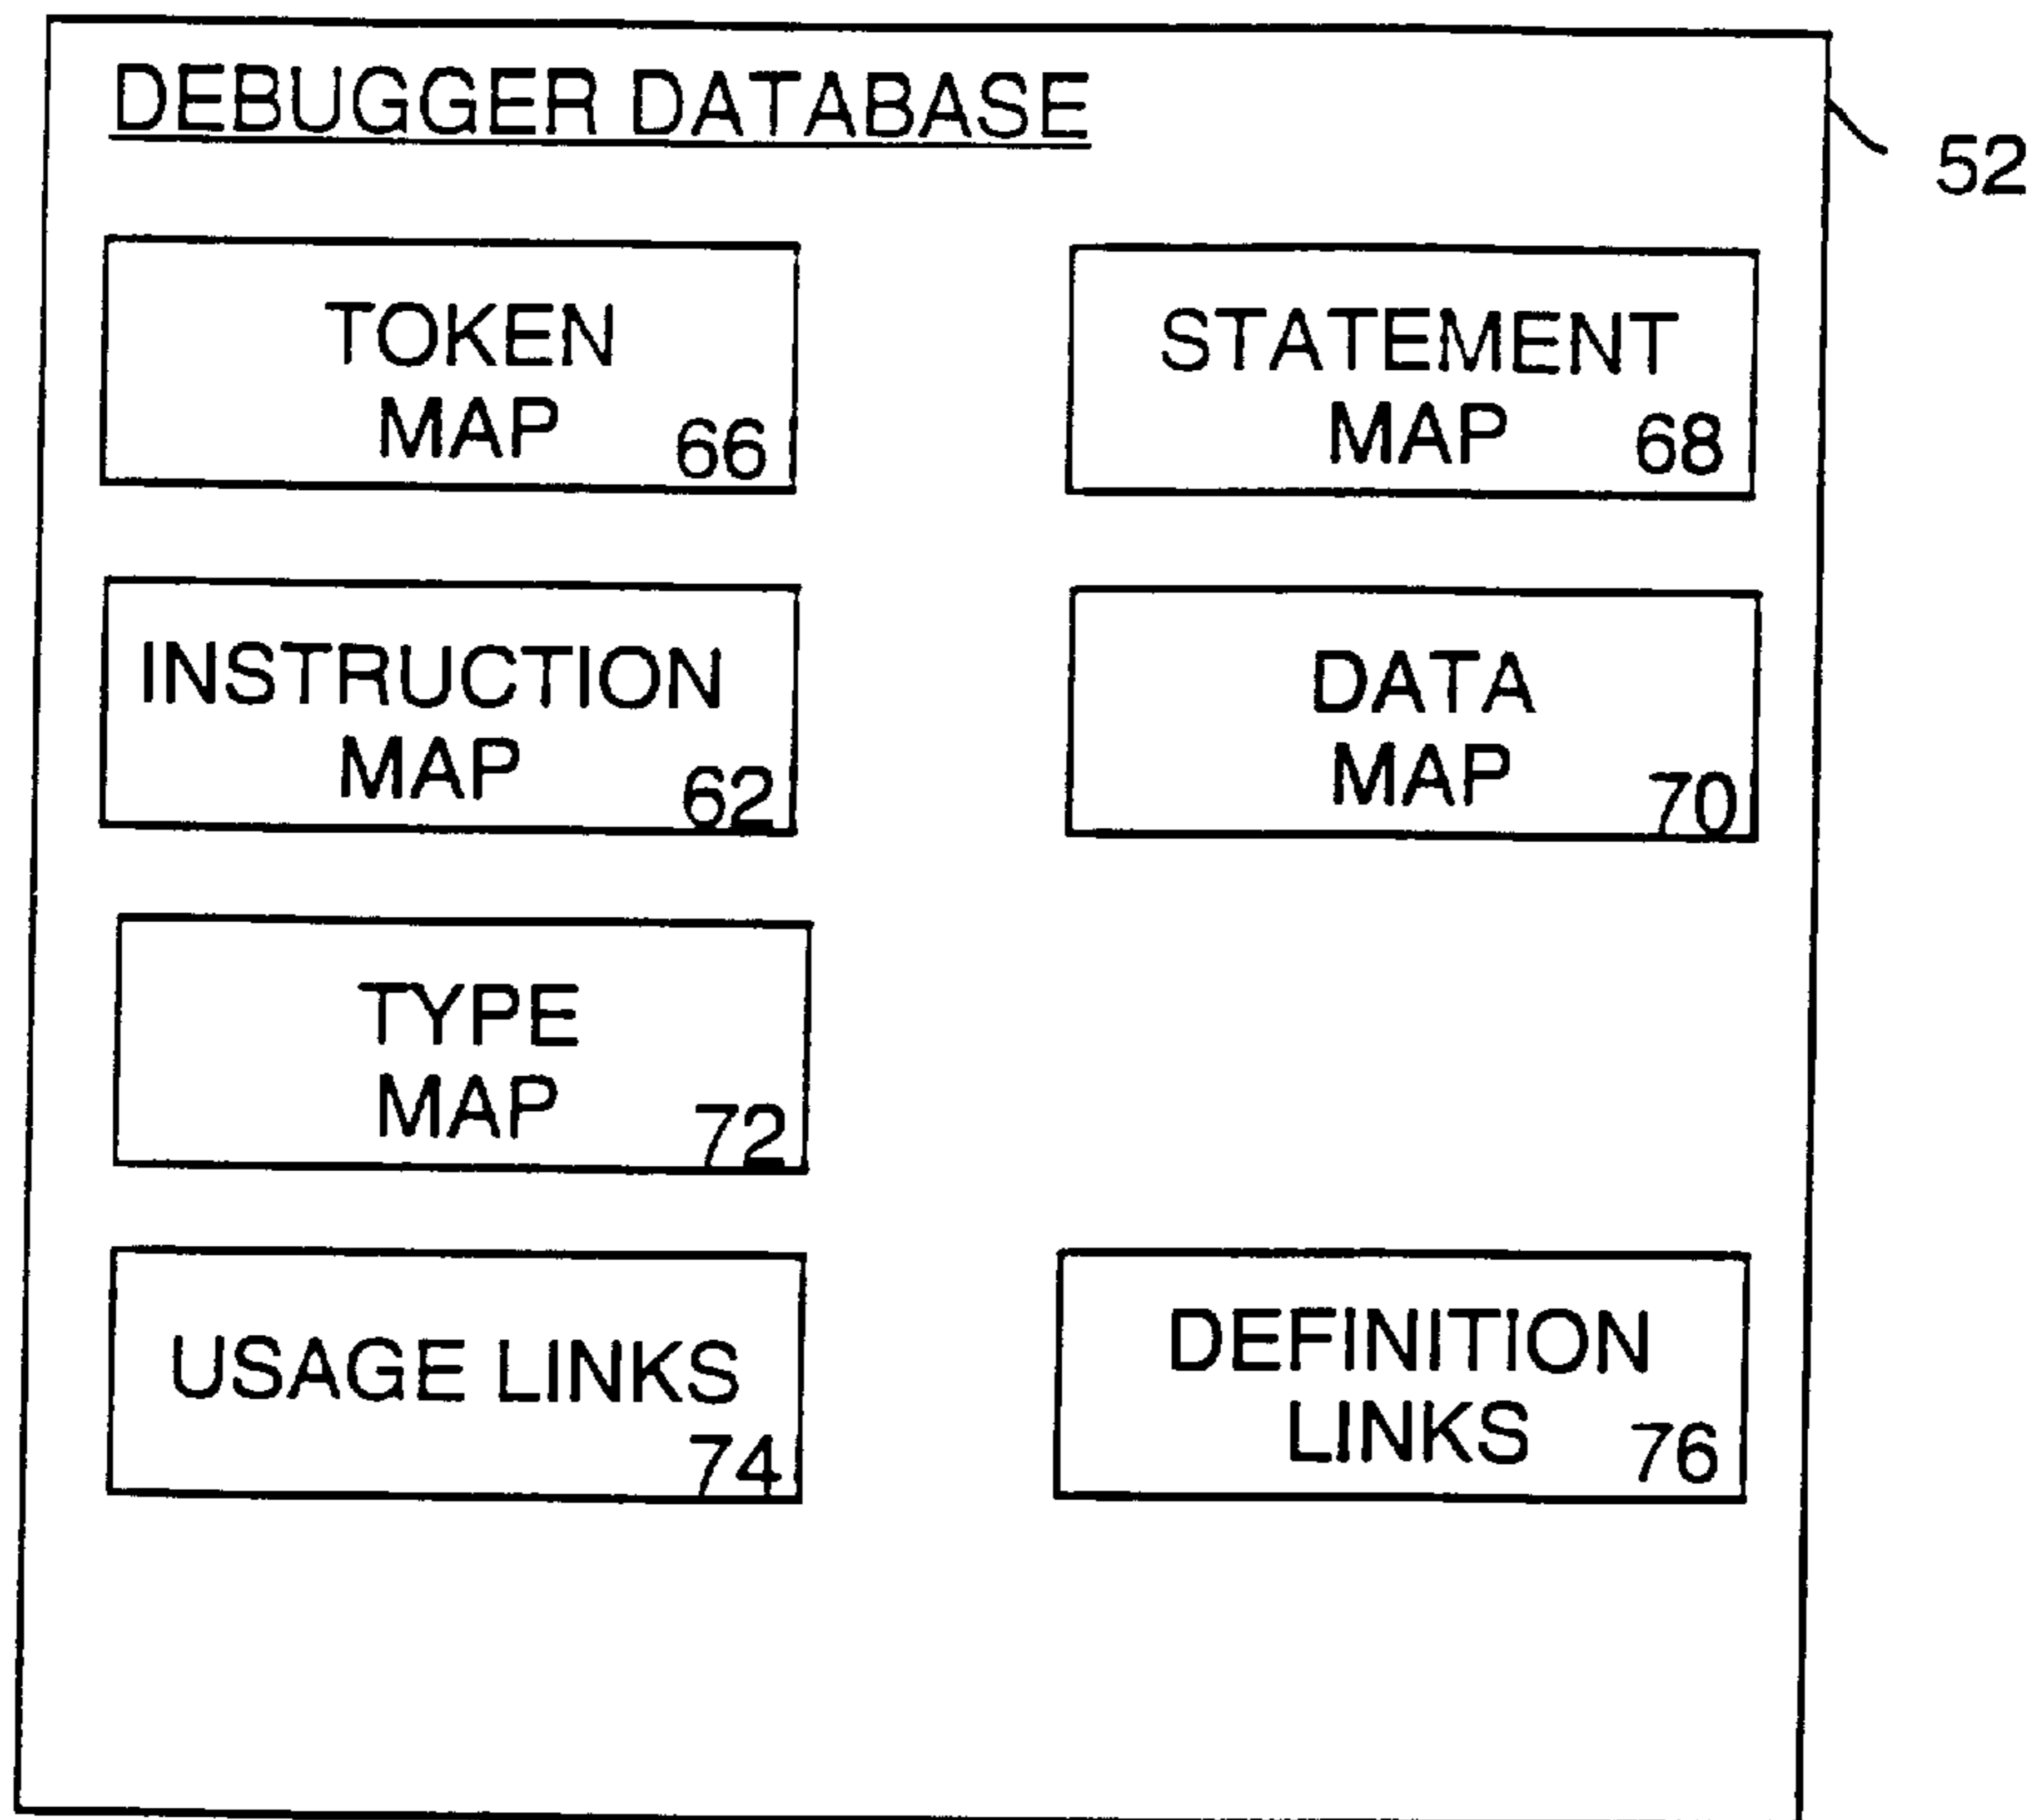 DEBUGGER DATABASE
52
TOKEN
MAP 66
STATEMENT
MAP 68
INSTRUCTION
MAP 62
DATA
MAP 70
TYPE
MAP 72
USAGE LINKS
74
DEFINITION
LINKS 76